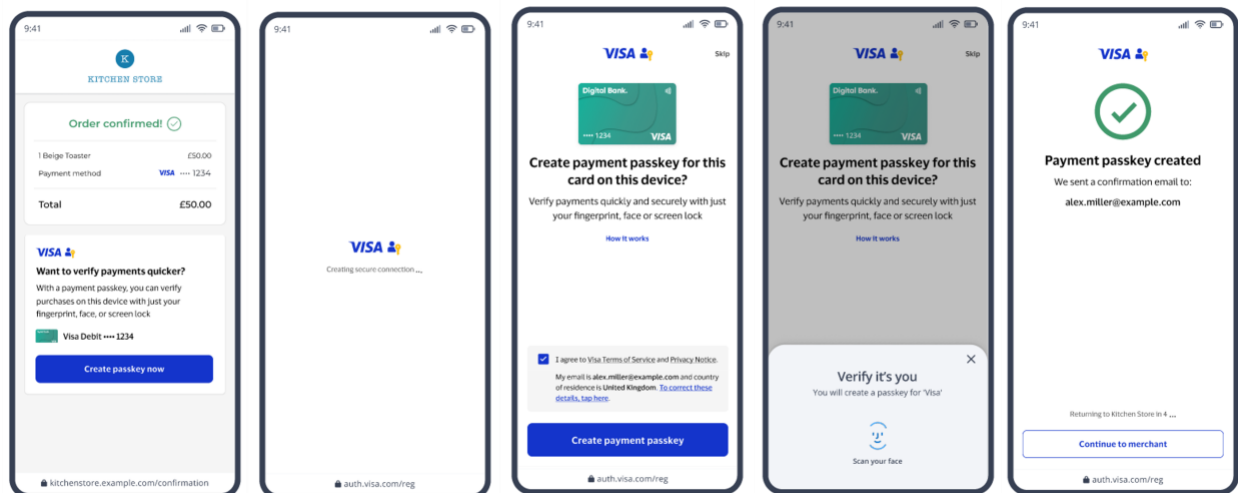 9:41
K
KITCHEN STORE
Order confirmed!
1 Beige Toaster £50.00
Payment method VISA •••• 1234
Total £50.00
VISA
Want to verify payments quicker?
With a payment passkey, you can verify
purchases on this device with just your
fingerprint, face, or screen lock
Visa Debit •••• 1234
Create passkey now
kitchenstore.example.com/confirmation
9:41
VISA
Creating secure connection ...
auth.visa.com/reg
9:41
VISA
Skip
Digital Bank.
•••• 1234 VISA
Create payment passkey for this
card on this device?
Verify payments quickly and securely with just
your fingerprint, face or screen lock
How it works
I agree to Visa Terms of Service and Privacy Notice.
My email is alex.miller@example.com and country
of residence is United Kingdom. To correct these
details, tap here.
Create payment passkey
auth.visa.com/reg
9:41
VISA
Skip
Digital Bank.
•••• 1234 VISA
Create payment passkey for this
card on this device?
Verify payments quickly and securely with just
your fingerprint, face or screen lock
How it works
Verify it's you
You will create a passkey for 'Visa'
Scan your face
9:41
VISA
Payment passkey created
We sent a confirmation email to:
alex.miller@example.com
Returning to Kitchen Store in 4 ...
Continue to merchant
auth.visa.com/reg